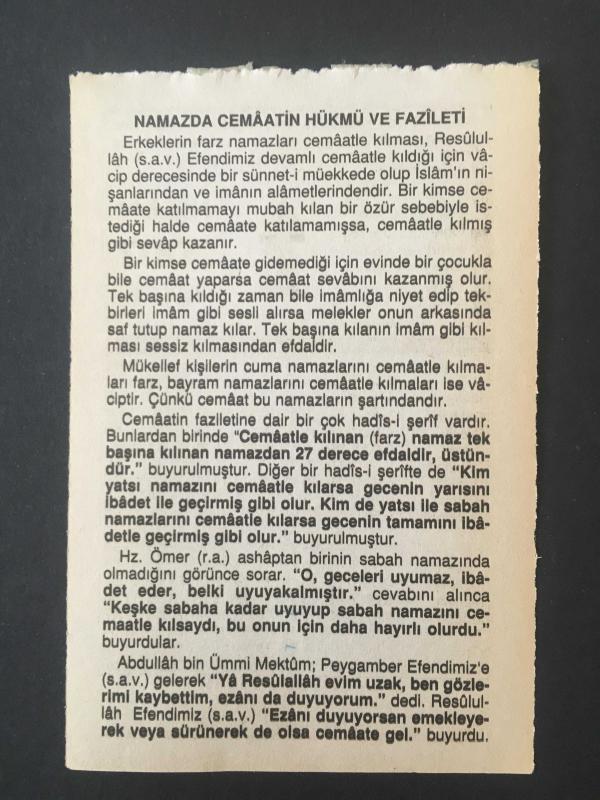 NAMAZDA CEMÂATİN HÜKMÜ VE FAZÎLETİ
Erkeklerin farz namazları cemâatle kılması, Resûlul-
lâh (s.a.v.) Efendimiz devamlı cemâatle kıldığı için vâ-
cip derecesinde bir sünnet-i müekkede olup İslâm'ın ni-
şanlarından ve imânın alâmetlerindendir. Bir kimse ce-
mâate katılmamayı mubah kılan bir özür sebebiyle is-
tediği halde cemâate katılamamışsa, cemâatle kılmış
gibi sevâp kazanır.
Bir kimse cemâate gidemediği için evinde bir çocukla
bile cemâat yaparsa cemâat sevâbını kazanmış olur.
Tek başına kıldığı zaman bile imâmlığa niyet edip tek-
birleri imâm gibi sesli alırsa melekler onun arkasında
saf tutup namaz kılar. Tek başına kılanın imâm gibi kıl-
ması sessiz kılmasından efdaldir.
Mükellef kişilerin cuma namazlarını cemâatle kılma-
ları farz, bayram namazlarını cemâatle kılmaları ise vâ-
ciptir. Çünkü cemâat bu namazların şartındandır.
Cemâatin faziletine dair bir çok hadîs-i şerîf vardır.
Bunlardan birinde “Cemâatle kılınan (farz) namaz tek
başına kılınan namazdan 27 derece efdaldir, üstün-
dür.” buyurulmuştur. Diğer bir hadîs-i şerîfte de “Kim
yatsı namazını cemâatle kılarsa gecenin yarısını
ibâdet ile geçirmiş gibi olur. Kim de yatsı ile sabah
namazlarını cemâatle kılarsa gecenin tamamını ibâ-
detle geçirmiş gibi olur.” buyurulmuştur.
Hz. Ömer (r.a.) ashâptan birinin sabah namazında
olmadığını görünce sorar. “O, geceleri uyumaz, ibâ-
det eder, belki uyuyakalmıştır.” cevabını alınca
“Keşke sabaha kadar uyuyup sabah namazını ce-
maatle kılsaydı, bu onun için daha hayırlı olurdu.”
buyurdular.
Abdullâh bin Ümmi Mektûm; Peygamber Efendimiz'e
(s.a.v.) gelerek “Yâ Resûlallâh evim uzak, ben gözle-
rimi kaybettim, ezânı da duyuyorum.” dedi. Resûlul-
lâh Efendimiz (s.a.v.) “Ezânı duyuyorsan emekleye-
rek veya sürünerek de olsa cemâate gel.” buyurdu.